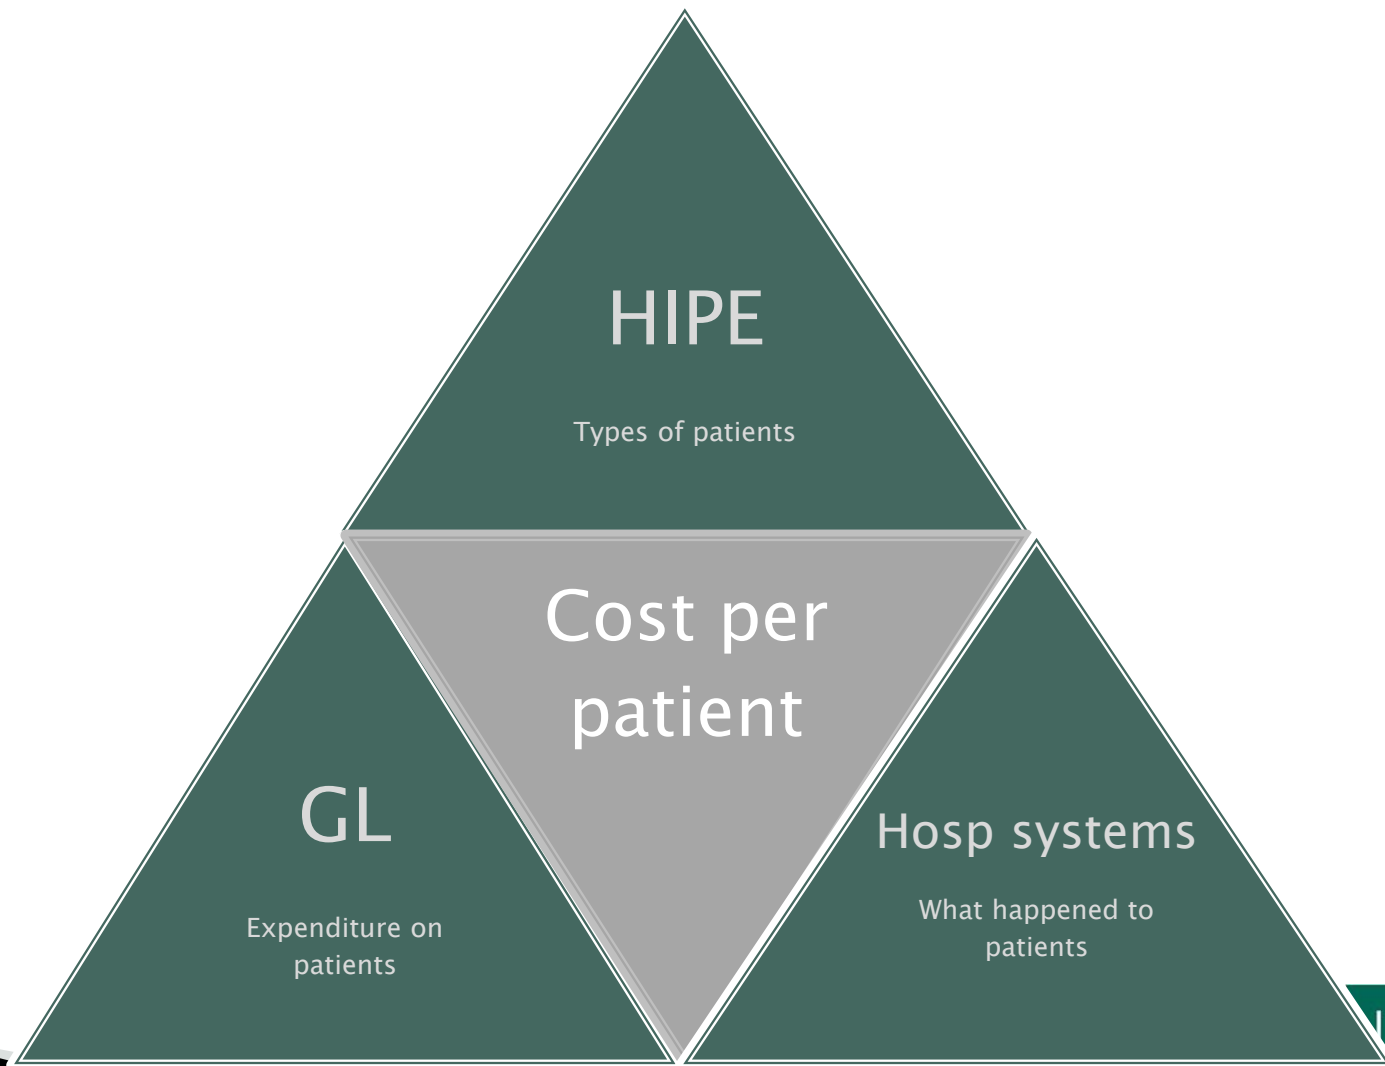 HIPE
Types of patients
Cost per
patient
GL
Expenditure on
patients
Hosp systems
What happened to
patients